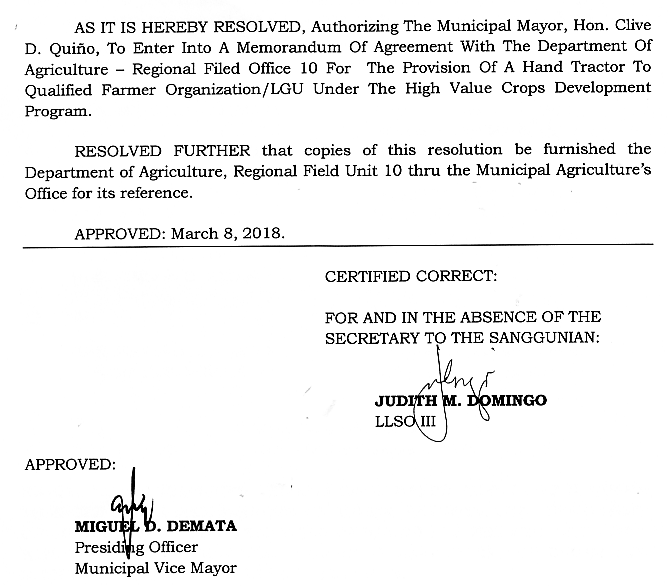 AS IT IS HEREBY RESOLVED, Authorizing The Municipal Mayor, Hon. Clive
D. Quiño, To Enter Into A Memorandum Of Agreement With The Department Of
Agriculture – Regional Filed Office 10 For The Provision Of A Hand Tractor To
Qualified Farmer Organization/LGU Under The High Value Crops Development
Program.
RESOLVED FURTHER that copies of this resolution be furnished the
Department of Agriculture, Regional Field Unit 10 thru the Municipal Agriculture's
Office for its reference.
APPROVED: March 8, 2018.
CERTIFIED CORRECT:
FOR AND IN THE ABSENCE OF THE
SECRETARY TO THE SANGGUNIAN:
JUDITH M. DOMINGO
LLSO III
APPROVED:
MIGUEL D. DEMATA
Presiding Officer
Municipal Vice Mayor